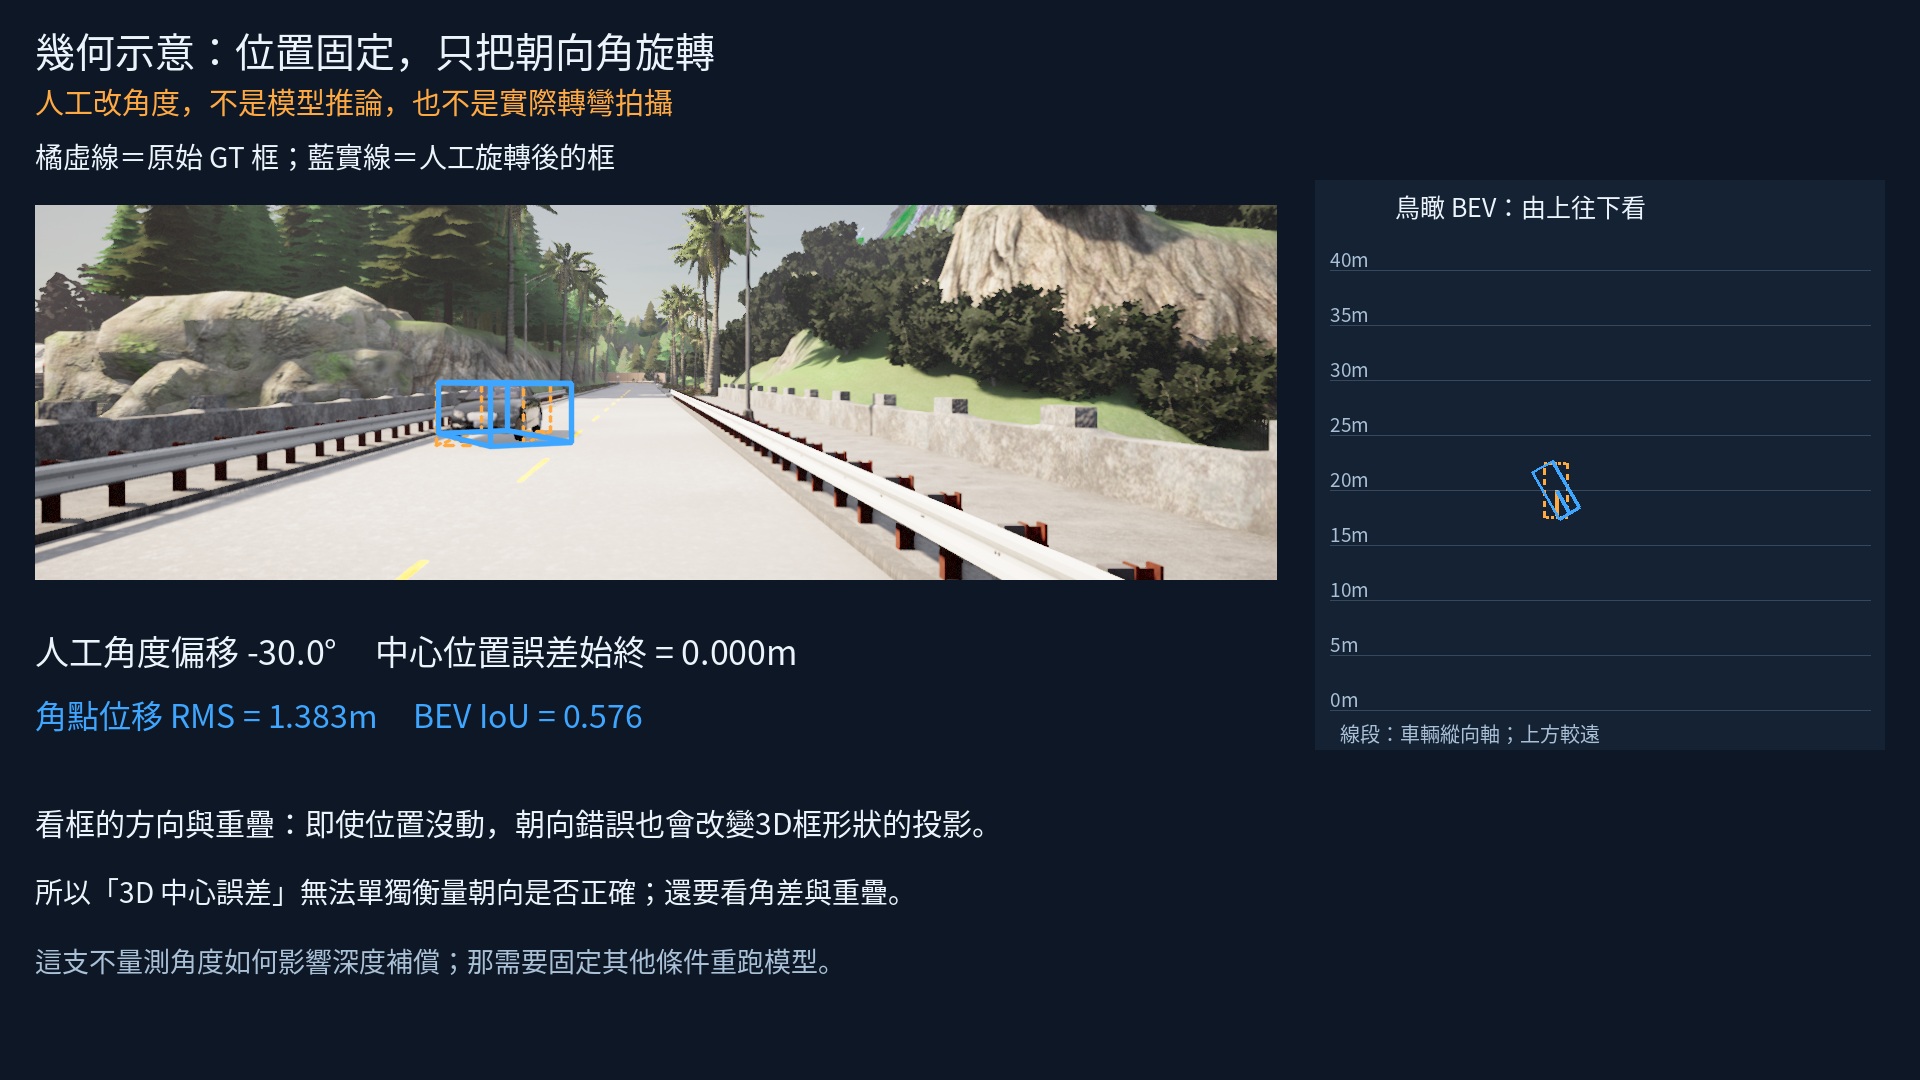 幾何示意：位置固定，只把朝向角旋轉
人工改角度，不是模型推論，也不是實際轉彎拍攝
橘虛線＝原始 GT 框；藍實線＝人工旋轉後的框
鳥瞰 BEV：由上往下看
40m
35m
30m
25m
20m
15m
10m
5m
0m
線段：車輛縱向軸；上方較遠
人工角度偏移 -30.0° 中心位置誤差始終 = 0.000m
角點位移 RMS = 1.383m BEV IoU = 0.576
看框的方向與重疊：即使位置沒動，朝向錯誤也會改變3D框形狀的投影。
所以「3D 中心誤差」無法單獨衡量朝向是否正確；還要看角差與重疊。
這支不量測角度如何影響深度補償；那需要固定其他條件重跑模型。